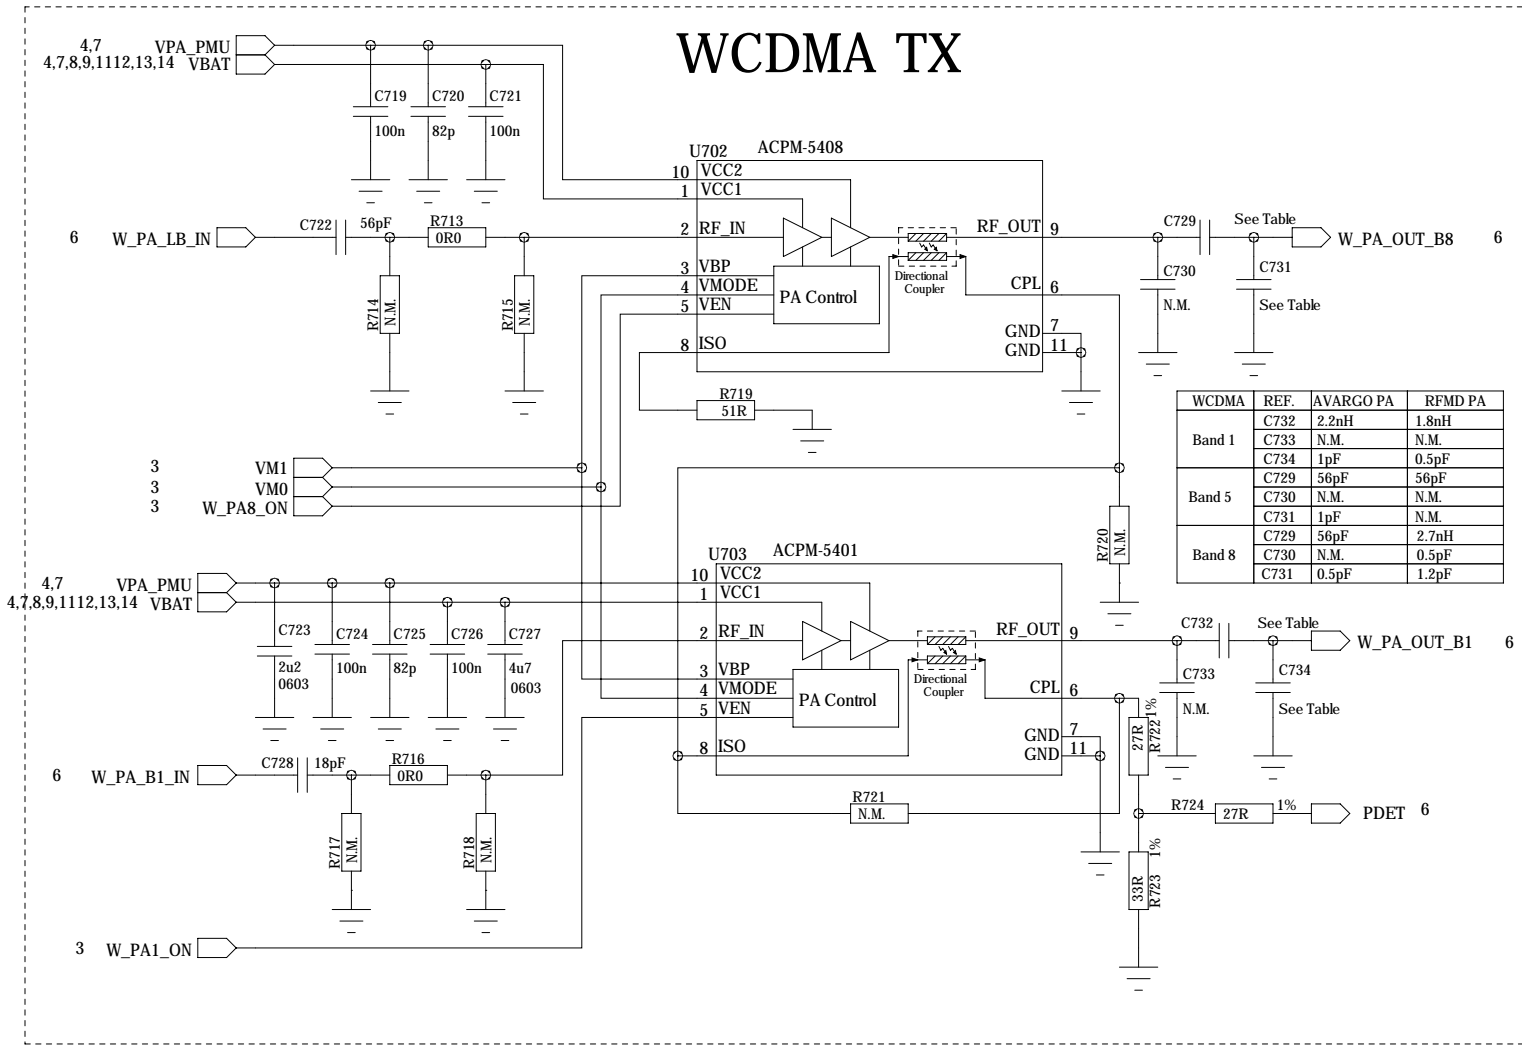 WCDMA TX
4,7 VPA_PMU
4,7,8,9,1112,13,14 VBAT
C719 C720 C721
100n 82p 100n
U702 ACPM-5408
10 VCC2
1 VCC1
6 W_PA_LB_IN
C722 56pF R713
0R0
2 RF_IN RF_OUT 9
C729 See Table
W_PA_OUT_B8 6
3 VBP
4 VMODE
5 VEN
PA Control
Directional
Coupler
CPL 6
C730
N.M.
C731
See Table
R714 N.M.
R715 N.M.
GND 7
GND 11
8 ISO
R719
51R
WCDMA REF. AVARGO PA RFMD PA
Band 1
C732 2.2nH 1.8nH
C733 N.M. N.M.
C734 1pF 0.5pF
Band 5
C729 56pF 56pF
C730 N.M. N.M.
C731 1pF N.M.
Band 8
C729 56pF 2.7nH
C730 N.M. 0.5pF
C731 0.5pF 1.2pF
3 VM1
3 VM0
3 W_PA8_ON
R720 N.M.
U703 ACPM-5401
4,7 VPA_PMU
4,7,8,9,1112,13,14 VBAT
10 VCC2
1 VCC1
C723 C724 C725 C726 C727
2u2 100n 82p 100n 4u7
0603 0603
2 RF_IN RF_OUT 9
C732 See Table
W_PA_OUT_B1 6
3 VBP
4 VMODE
5 VEN
PA Control
Directional
Coupler
CPL 6
C733
N.M.
C734
See Table
27R R722 1%
GND 7
GND 11
8 ISO
6 W_PA_B1_IN
C728 18pF R716
0R0
R721
N.M.
R724 27R 1% PDET 6
R717 N.M.
R718 N.M.
33R R723 1%
3 W_PA1_ON